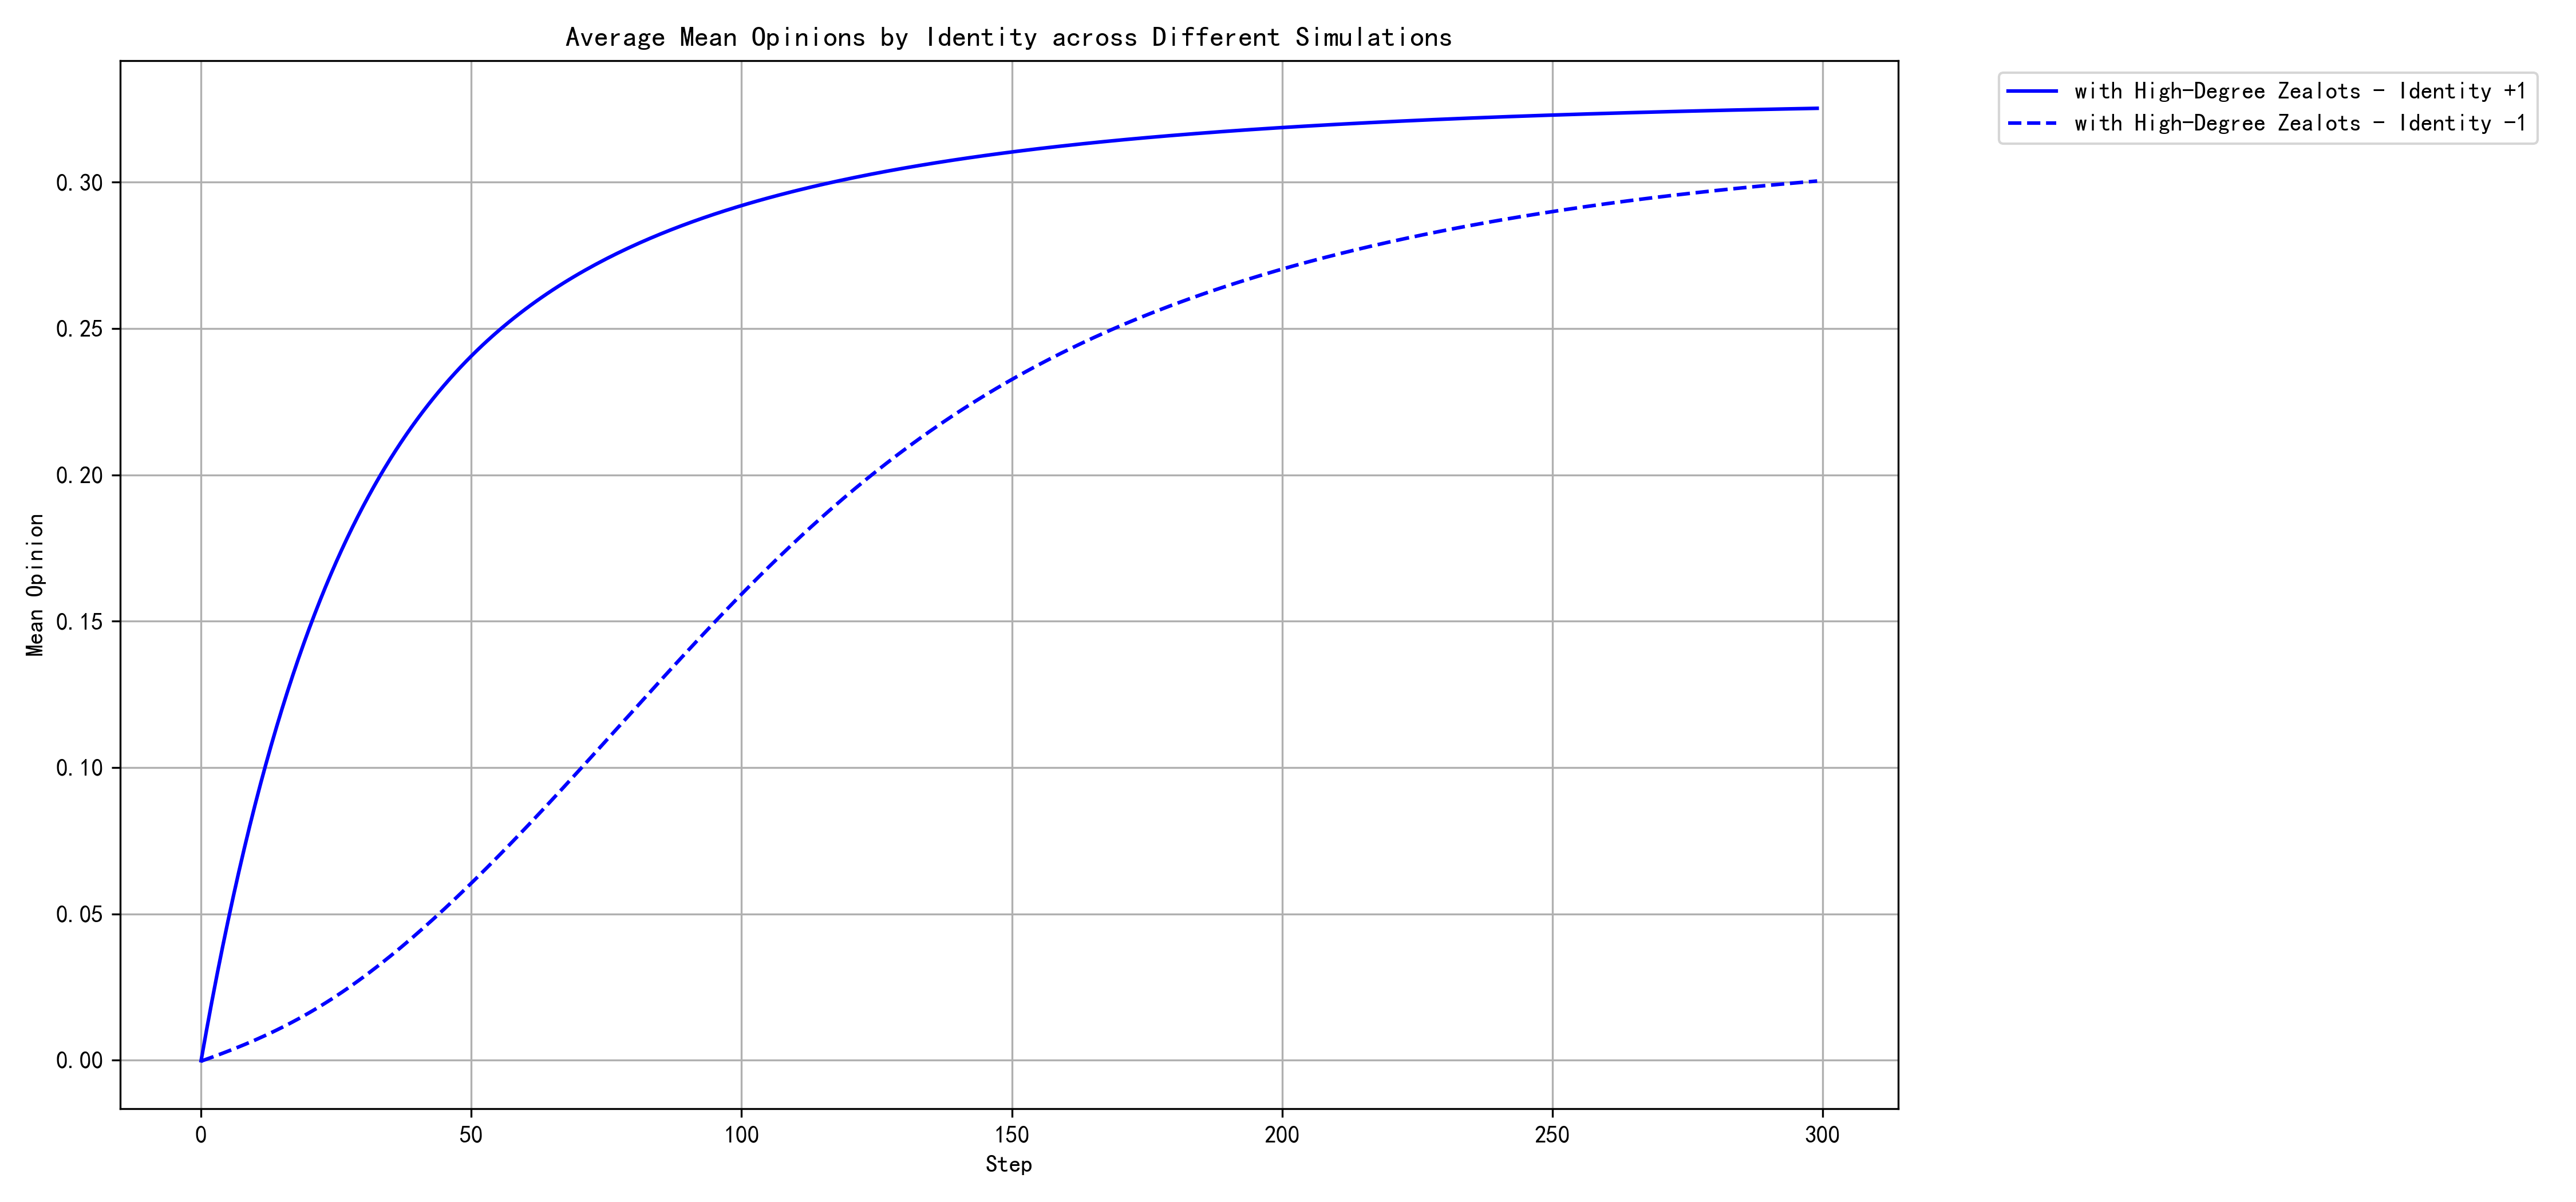 Average Mean Opinions by Identity across Different Simulations
with High-Degree Zealots - Identity +1
with High-Degree Zealots - Identity -1
0.30
0.25
0.20
0.15
0.10
0.05
0.00
Mean Opinion
0 50 100 150 200 250 300
Step